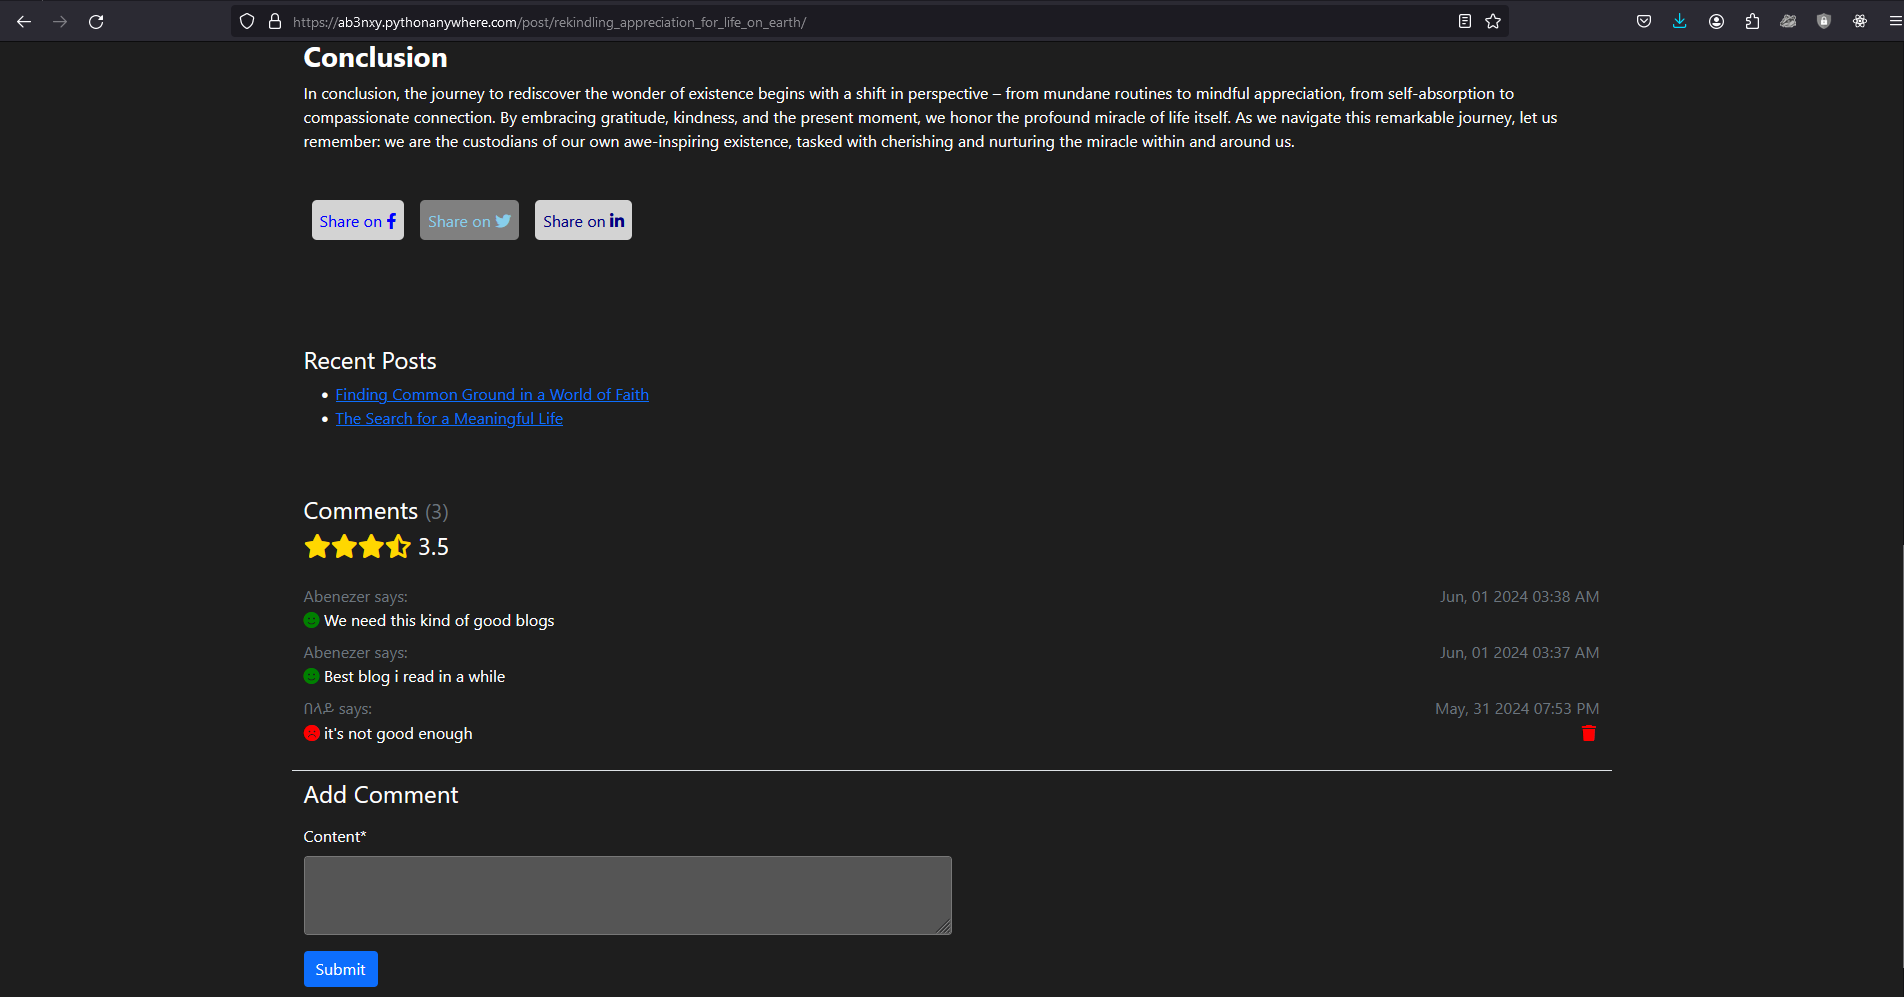 https://ab3nxy.pythonanywhere.com/post/rekindling_appreciation_for_life_on_earth/
Conclusion
In conclusion, the journey to rediscover the wonder of existence begins with a shift in perspective – from mundane routines to mindful appreciation, from self-absorption to
compassionate connection. By embracing gratitude, kindness, and the present moment, we honor the profound miracle of life itself. As we navigate this remarkable journey, let us
remember: we are the custodians of our own awe-inspiring existence, tasked with cherishing and nurturing the miracle within and around us.
Share on Share on Share on
Recent Posts
Finding Common Ground in a World of Faith
The Search for a Meaningful Life
Comments (3)
3.5
Abenezer says: Jun, 01 2024 03:38 AM
We need this kind of good blogs
Abenezer says: Jun, 01 2024 03:37 AM
Best blog i read in a while
በላይ says: May, 31 2024 07:53 PM
it's not good enough
Add Comment
Content*
Submit